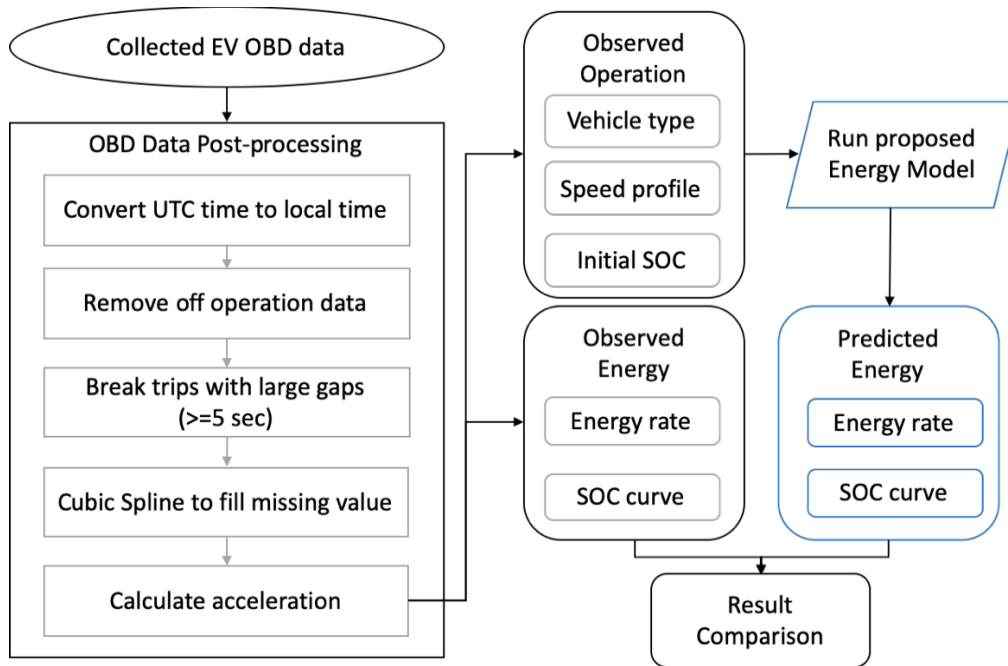 Collected EV OBD data
OBD Data Post-processing
Convert UTC time to local time
Remove off operation data
Break trips with large gaps
(>=5 sec)
Cubic Spline to fill missing value
Calculate acceleration
Observed
Operation
Vehicle type
Speed profile
Initial SOC
Run proposed
Energy Model
Observed
Energy
Energy rate
SOC curve
Predicted
Energy
Energy rate
SOC curve
Result
Comparison